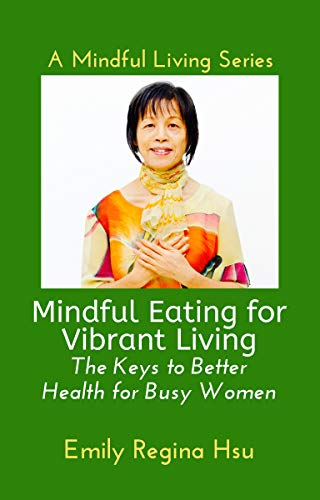 A Mindful Living Series
Mindful Eating for
Vibrant Living
The Keys to Better
Health for Busy Women
Emily Regina Hsu